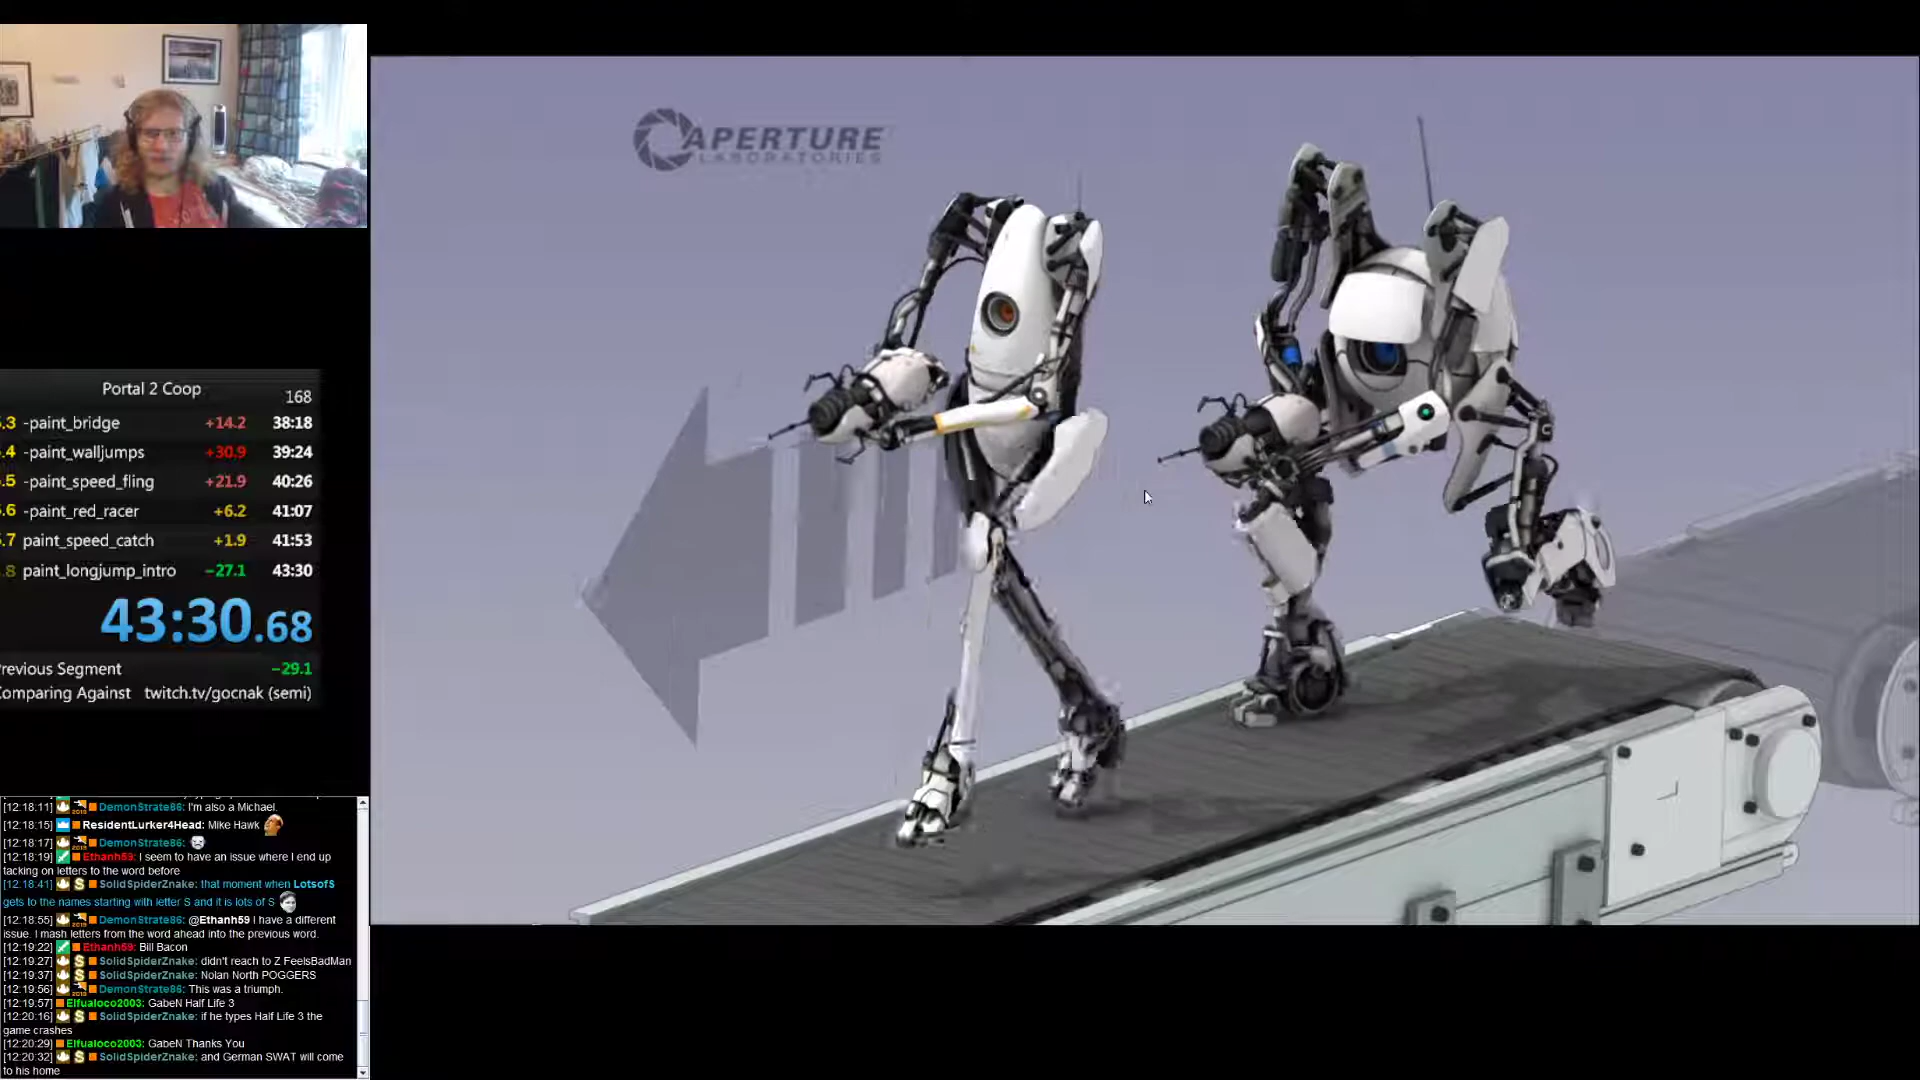 APERTURE
LABORATORIES
Portal 2 Coop
168
.3 -paint_bridge +14.2 38:18
.4 -paint_walljumps +30.9 39:24
.5 -paint_speed_fling +21.9 40:26
.6 -paint_red_racer +6.2 41:07
.7 paint_speed_catch +1.9 41:53
.8 paint_longjump_intro -27.1 43:30
43:30.68
revious Segment -29.1
Comparing Against twitch.tv/gocnak (semi)
[12:18:11] DemonStrate86: I'm also a Michael.
[12:18:15] ResidentLurker4Head: Mike Hawk
[12:18:17] DemonStrate86:
[12:18:19] Ethanh59: I seem to have an issue where I end up
tacking on letters to the word before
[12:18:41] SolidSpiderZnake: that moment when LotsofS
gets to the names starting with letter S and it is lots of S
[12:18:55] DemonStrate86: @Ethanh59 I have a different
issue. I mash letters from the word ahead into the previous word.
[12:19:22] Ethanh59: Bill Bacon
[12:19:27] SolidSpiderZnake: didn't reach to Z FeelsBadMan
[12:19:37] SolidSpiderZnake: Nolan North POGGERS
[12:19:56] DemonStrate86: This was a triumph.
[12:19:57] Elfualoco2003: GabeN Half Life 3
[12:20:16] SolidSpiderZnake: if he types Half Life 3 the
game crashes
[12:20:29] Elfualoco2003: GabeN Thanks You
[12:20:32] SolidSpiderZnake: and German SWAT will come
to his home